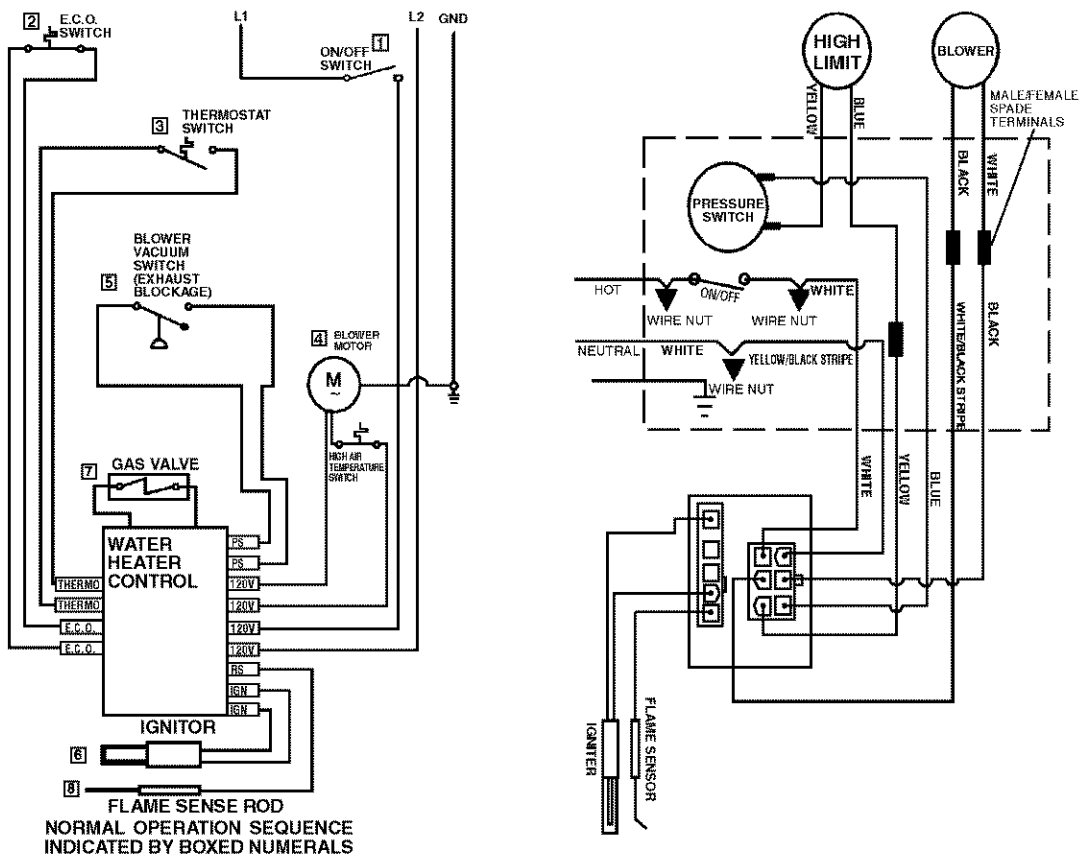 2
E.C.O.
SWITCH
L1
L2
GND
1
ON/OFF
SWITCH
3
THERMOSTAT
SWITCH
5
BLOWER
VACUUM
SWITCH
(EXHAUST
BLOCKAGE)
4
BLOWER
MOTOR
M
~
HIGH AIR
TEMPERATURE
SWITCH
7
GAS VALVE
WATER
HEATER
CONTROL
THERMO
THERMO
E.C.O.
E.C.O.
PS
PS
120V
120V
120V
120V
RS
IGN
IGN
IGNITOR
6
8
FLAME SENSE ROD
NORMAL OPERATION SEQUENCE
INDICATED BY BOXED NUMERALS
HIGH
LIMIT
BLOWER
YELLOW
BLUE
MALE/FEMALE
SPADE
TERMINALS
BLACK
WHITE
PRESSURE
SWITCH
HOT
ON/OFF
WHITE
WIRE NUT
WIRE NUT
NEUTRAL
WHITE
YELLOW/BLACK STRIPE
WIRE NUT
WHITE/BLACK STRIPE
BLACK
WHITE
YELLOW
BLUE
IGNITER
FLAME SENSOR